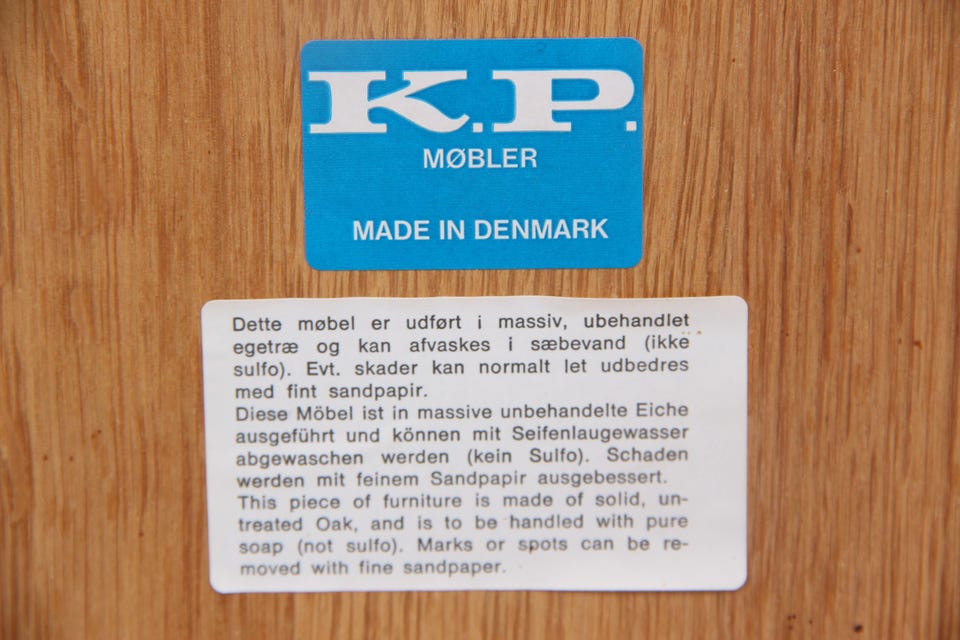 K.P.
MØBLER
MADE IN DENMARK
Dette møbel er udført i massiv, ubehandlet
egetræ og kan afvaskes i sæbevand (ikke
sulfo). Evt. skader kan normalt let udbedres
med fint sandpapir.
Diese Möbel ist in massive unbehandelte Eiche
ausgeführt und können mit Seifenlaugewasser
abgewaschen werden (kein Sulfo). Schaden
werden mit feinem Sandpapir ausgebessert.
This piece of furniture is made of solid, un-
treated Oak, and is to be handled with pure
soap (not sulfo). Marks or spots can be re-
moved with fine sandpaper.